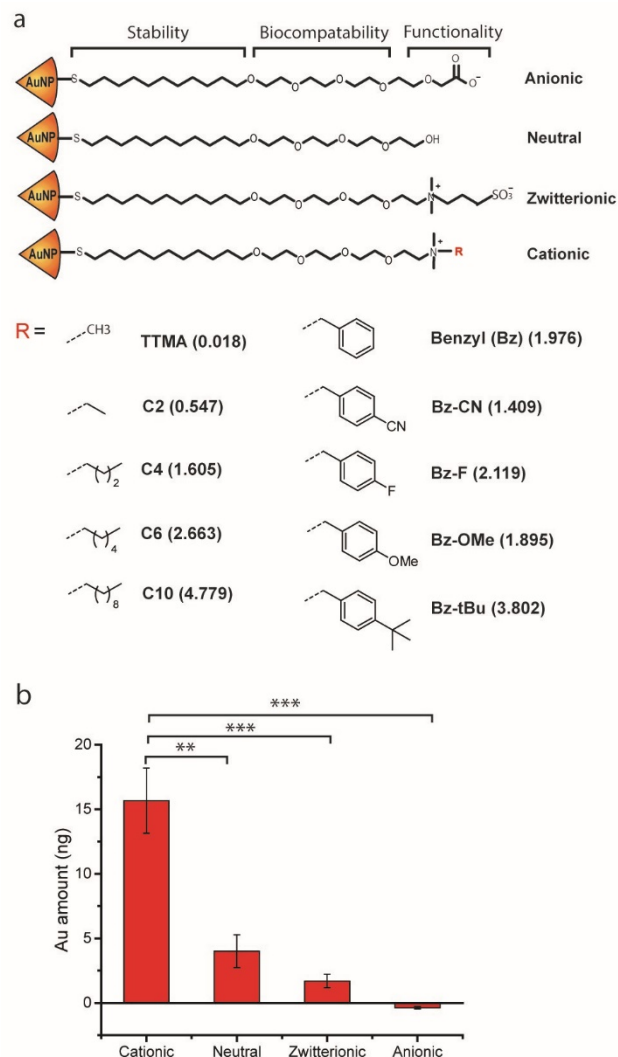 a
Stability Biocompatability Functionality
AuNP S O O O O O O O O⁻ Anionic
AuNP S O O O O OH Neutral
AuNP S O O O O N + SO₃⁻ Zwitterionic
AuNP S O O O O N + R Cationic
R = CH3 TTMA (0.018) Benzyl (Bz) (1.976)
C2 (0.547) CN Bz-CN (1.409)
( )₂ C4 (1.605) F Bz-F (2.119)
( )₄ C6 (2.663) OMe Bz-OMe (1.895)
( )₈ C10 (4.779) Bz-tBu (3.802)
b
***
***
**
20
15
10
5
0
Au amount (ng)
Cationic Neutral Zwitterionic Anionic